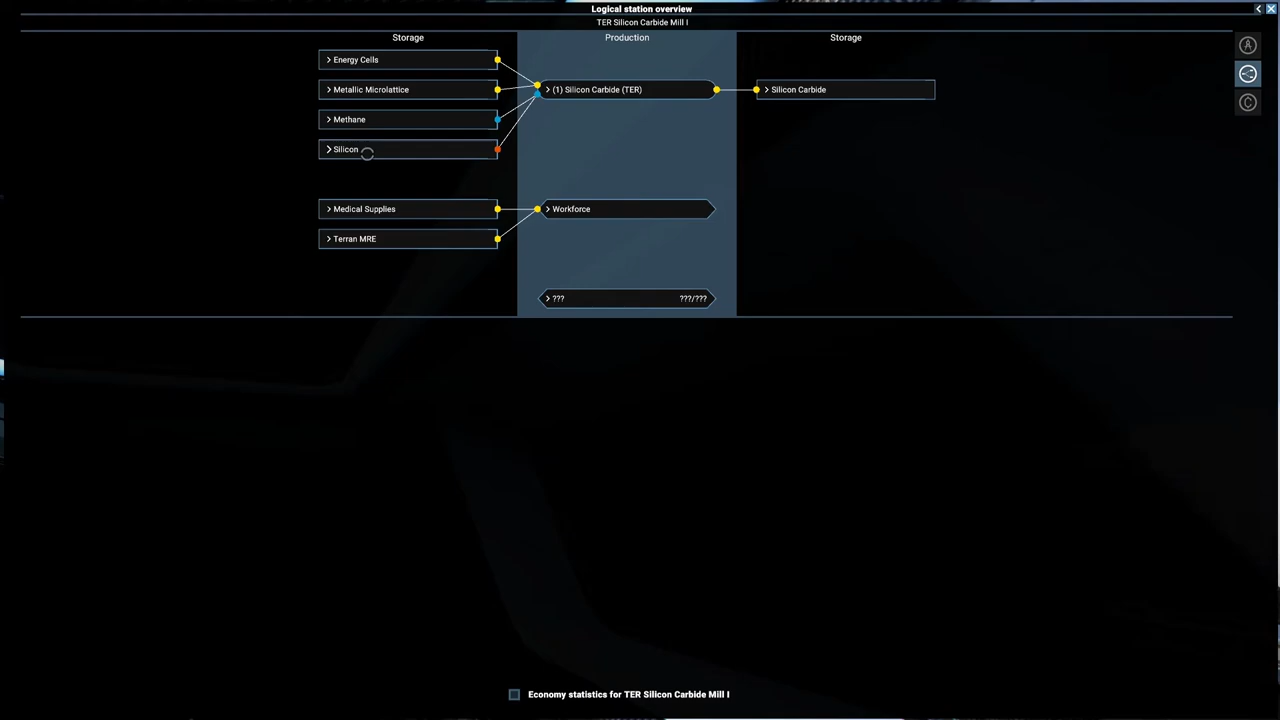 Logical station overview
TER Silicon Carbide Mill I
Storage
Production
Storage
Energy Cells
Metallic Microlattice
(1) Silicon Carbide (TER)
Silicon Carbide
Methane
Silicon
Medical Supplies
Workforce
Terran MRE
??? ???/???
A
C
Economy statistics for TER Silicon Carbide Mill I